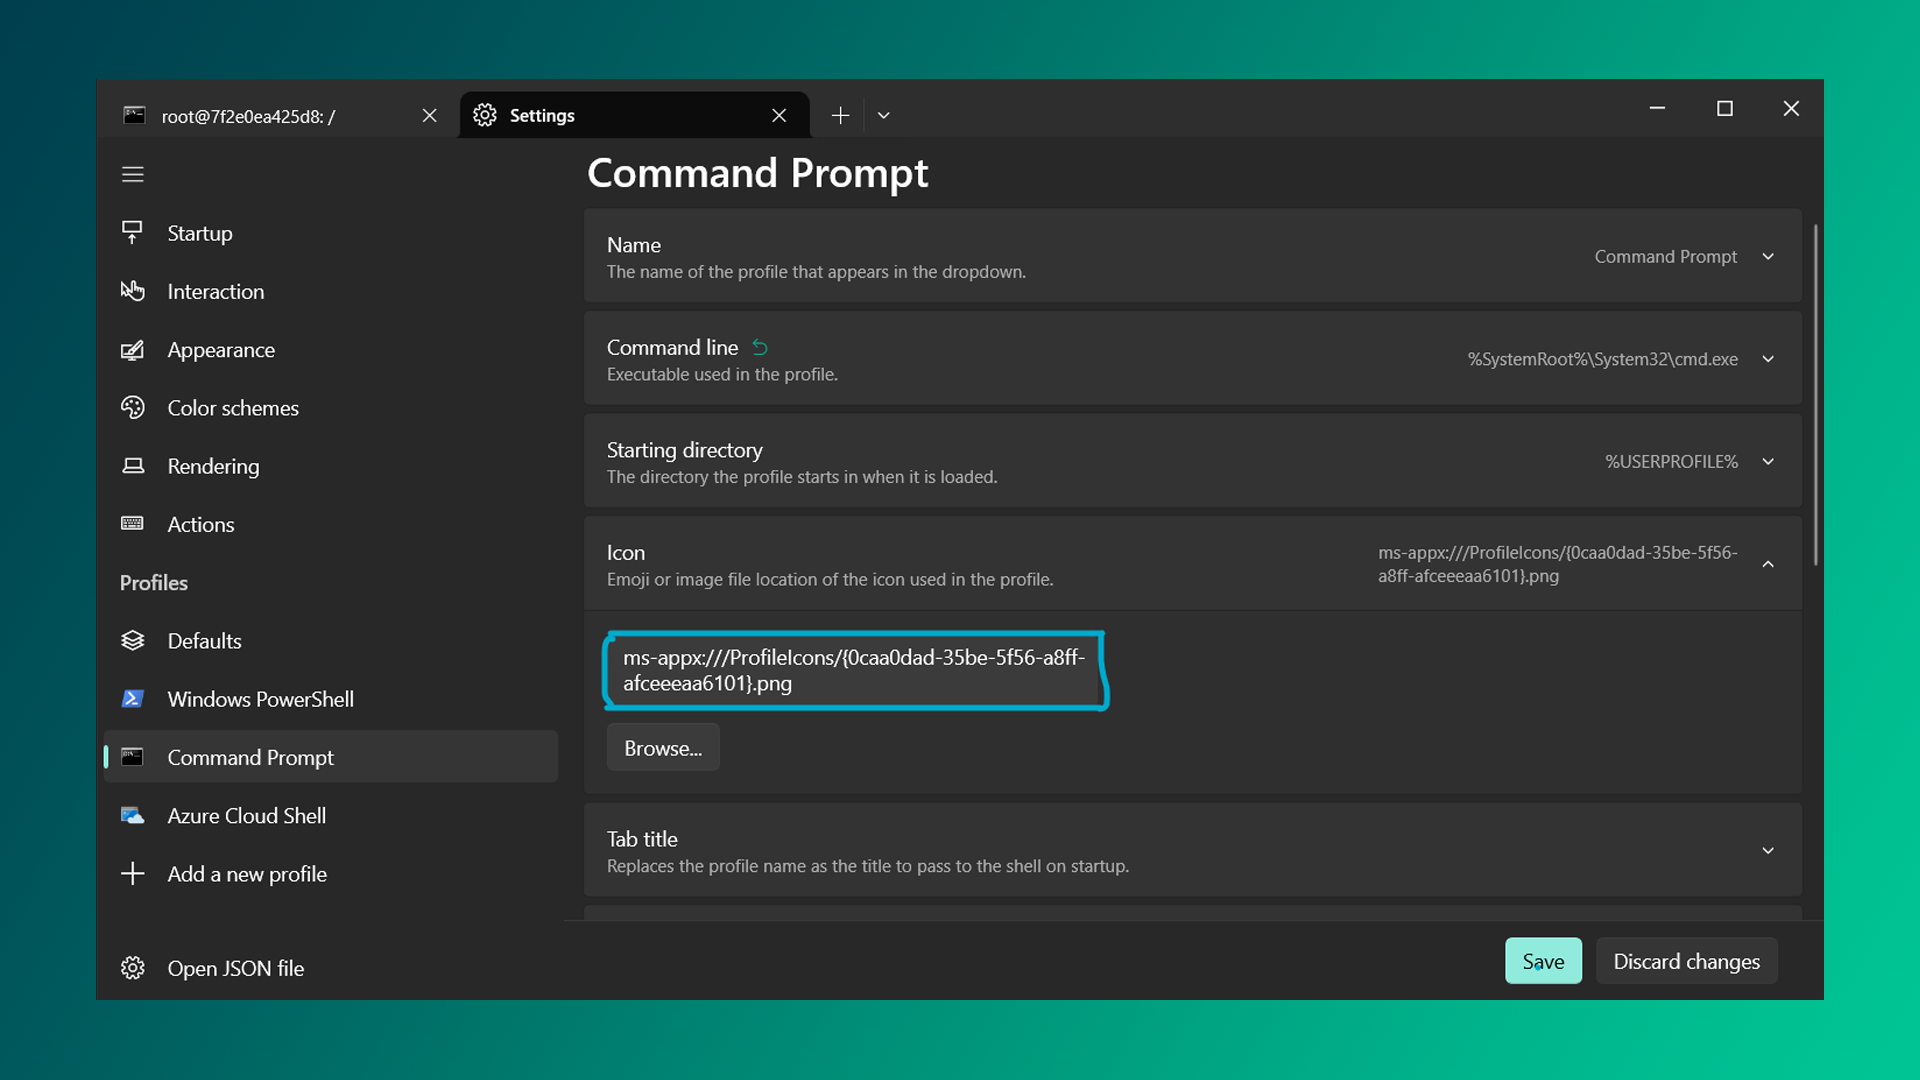 root@7f2e0ea425d8: /
Settings
Startup
Interaction
Appearance
Color schemes
Rendering
Actions
Profiles
Defaults
Windows PowerShell
Command Prompt
Azure Cloud Shell
Add a new profile
Open JSON file
Command Prompt
Name
The name of the profile that appears in the dropdown.
Command Prompt
Command line
Executable used in the profile.
%SystemRoot%\System32\cmd.exe
Starting directory
The directory the profile starts in when it is loaded.
%USERPROFILE%
Icon
Emoji or image file location of the icon used in the profile.
ms-appx:///ProfileIcons/{0caa0dad-35be-5f56-
a8ff-afceeeaa6101}.png
ms-appx:///ProfileIcons/{0caa0dad-35be-5f56-a8ff-
afceeeaa6101}.png
Browse...
Tab title
Replaces the profile name as the title to pass to the shell on startup.
Save
Discard changes